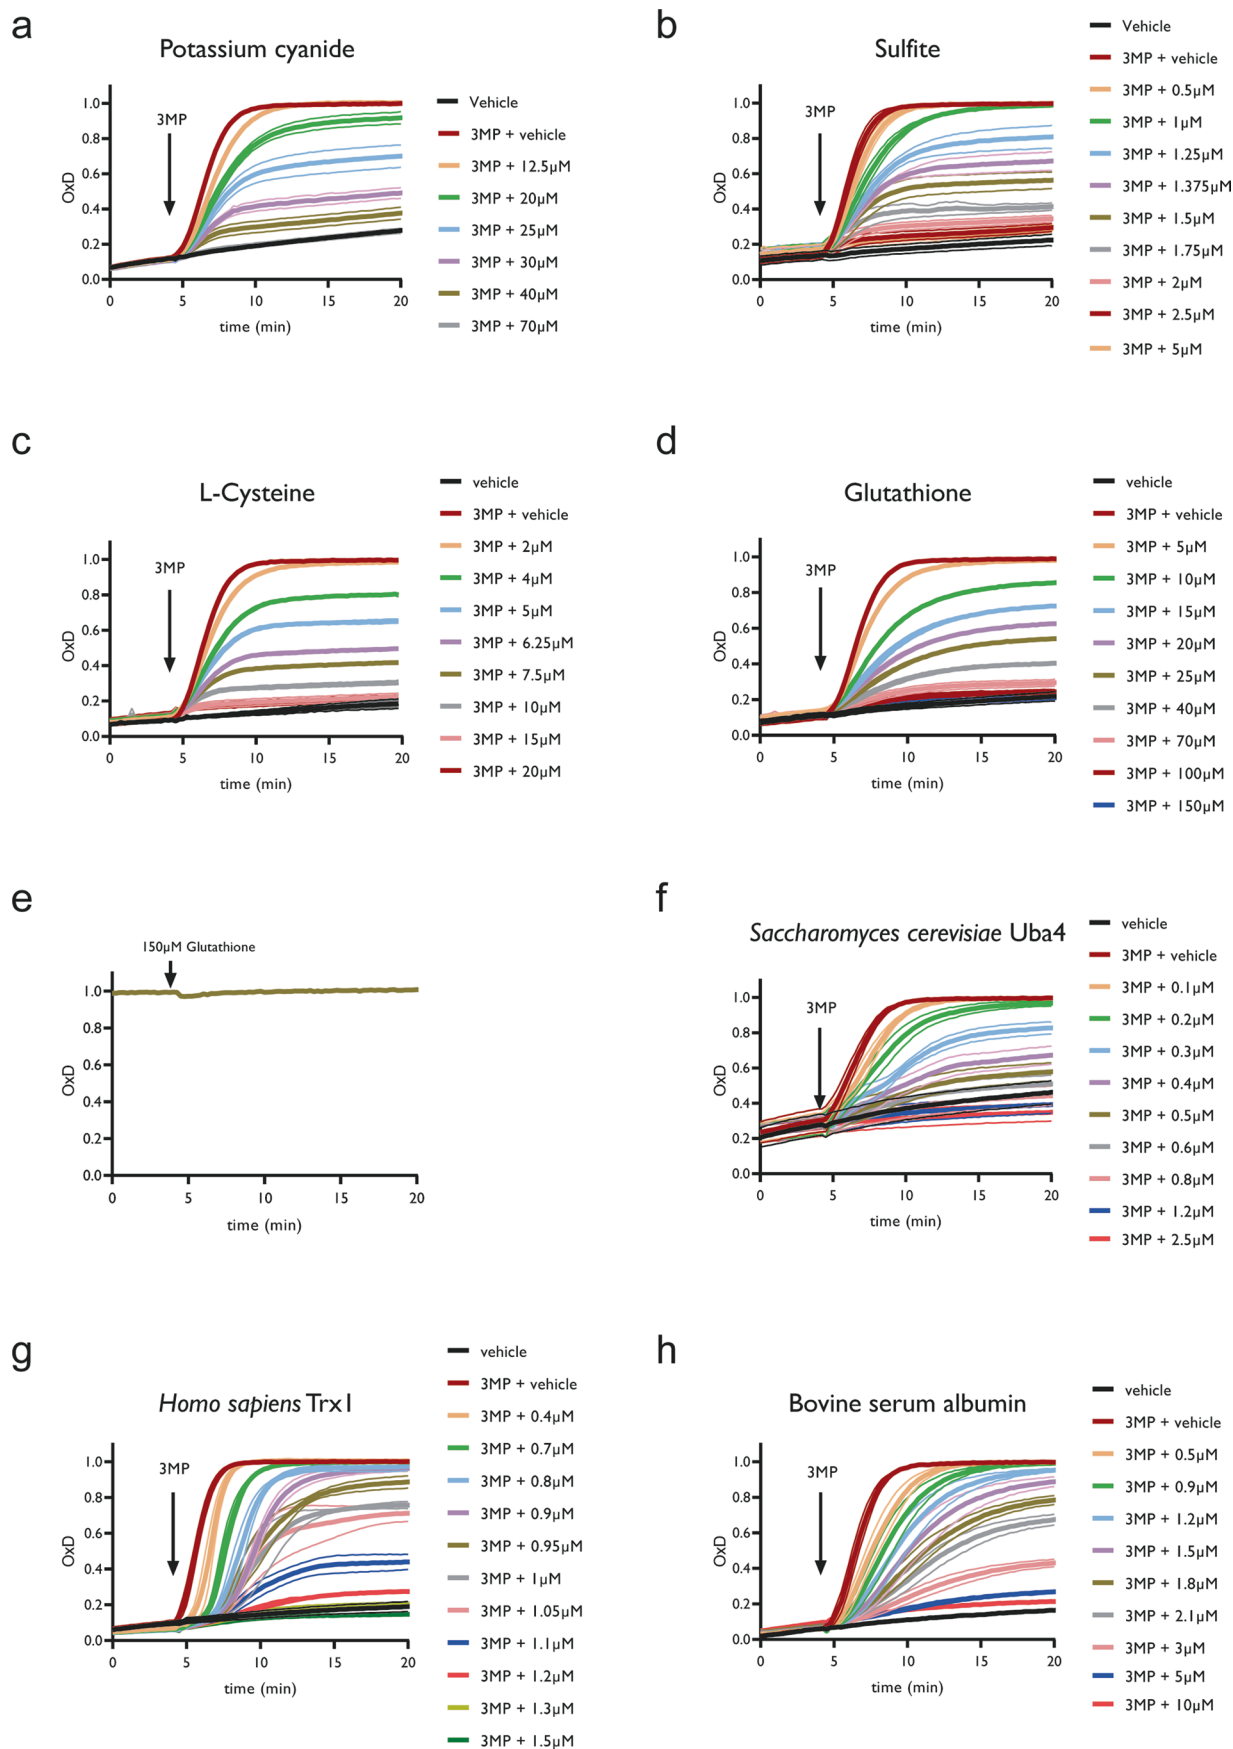 a
Potassium cyanide
1.0
0.8
0.6
0.4
0.2
0.0
OxD
3MP
0 5 10 15 20
time (min)
Vehicle
3MP + vehicle
3MP + 12.5µM
3MP + 20µM
3MP + 25µM
3MP + 30µM
3MP + 40µM
3MP + 70µM
b
Sulfite
1.0
0.8
0.6
0.4
0.2
0.0
OxD
3MP
0 5 10 15 20
time (min)
Vehicle
3MP + vehicle
3MP + 0.5µM
3MP + 1µM
3MP + 1.25µM
3MP + 1.375µM
3MP + 1.5µM
3MP + 1.75µM
3MP + 2µM
3MP + 2.5µM
3MP + 5µM
c
L-Cysteine
1.0
0.8
0.6
0.4
0.2
0.0
OxD
3MP
0 5 10 15 20
time (min)
vehicle
3MP + vehicle
3MP + 2µM
3MP + 4µM
3MP + 5µM
3MP + 6.25µM
3MP + 7.5µM
3MP + 10µM
3MP + 15µM
3MP + 20µM
d
Glutathione
1.0
0.8
0.6
0.4
0.2
0.0
OxD
3MP
0 5 10 15 20
time (min)
vehicle
3MP + vehicle
3MP + 5µM
3MP + 10µM
3MP + 15µM
3MP + 20µM
3MP + 25µM
3MP + 40µM
3MP + 70µM
3MP + 100µM
3MP + 150µM
e
150µM Glutathione
1.0
0.8
0.6
0.4
0.2
0.0
OxD
0 5 10 15 20
time (min)
f
Saccharomyces cerevisiae Uba4
1.0
0.8
0.6
0.4
0.2
0.0
OxD
3MP
0 5 10 15 20
time (min)
vehicle
3MP + vehicle
3MP + 0.1µM
3MP + 0.2µM
3MP + 0.3µM
3MP + 0.4µM
3MP + 0.5µM
3MP + 0.6µM
3MP + 0.8µM
3MP + 1.2µM
3MP + 2.5µM
g
Homo sapiens Trx1
1.0
0.8
0.6
0.4
0.2
0.0
OxD
3MP
0 5 10 15 20
time (min)
vehicle
3MP + vehicle
3MP + 0.4µM
3MP + 0.7µM
3MP + 0.8µM
3MP + 0.9µM
3MP + 0.95µM
3MP + 1µM
3MP + 1.05µM
3MP + 1.1µM
3MP + 1.2µM
3MP + 1.3µM
3MP + 1.5µM
h
Bovine serum albumin
1.0
0.8
0.6
0.4
0.2
0.0
OxD
3MP
0 5 10 15 20
time (min)
vehicle
3MP + vehicle
3MP + 0.5µM
3MP + 0.9µM
3MP + 1.2µM
3MP + 1.5µM
3MP + 1.8µM
3MP + 2.1µM
3MP + 3µM
3MP + 5µM
3MP + 10µM